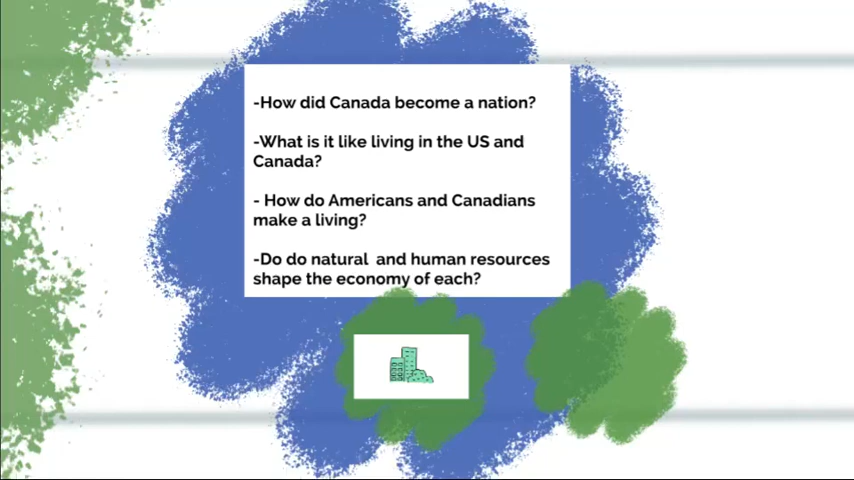 -How did Canada become a nation?
-What is it like living in the US and
Canada?
- How do Americans and Canadians
make a living?
-Do do natural  and human resources
shape the economy of each?